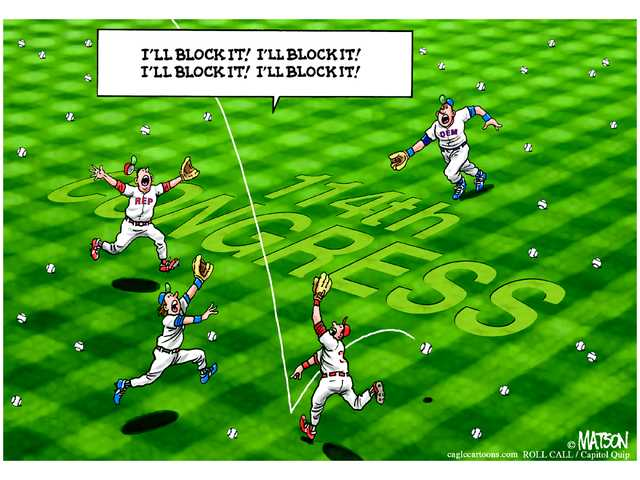 I'LL BLOCK IT! I'LL BLOCK IT!
I'LL BLOCK IT! I'LL BLOCK IT!
DEM
REP
114th
CONGRESS
3
© MATSON
caglecartoons.com ROLL CALL / Capitol Quip